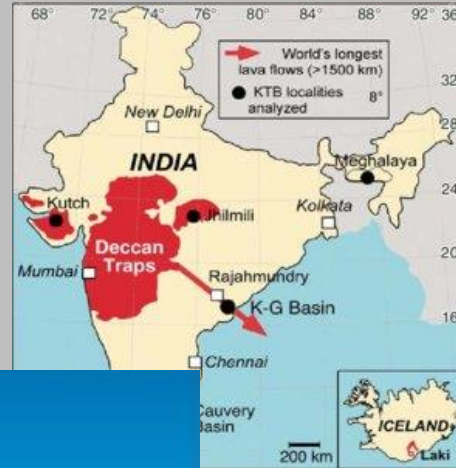 68° 72° 76° 80° 84° 88° 92° 36
World's longest
lava flows (>1500 km)
KTB localities
analyzed
8°
32
New Delhi
28
INDIA
Meghalaya
Kutch
Jhilmili
Kolkata
24
Deccan
Traps
20
Mumbai
Rajahmundry
K-G Basin
16
Chennai
Cauvery
Basin
200 km
ICELAND
Laki